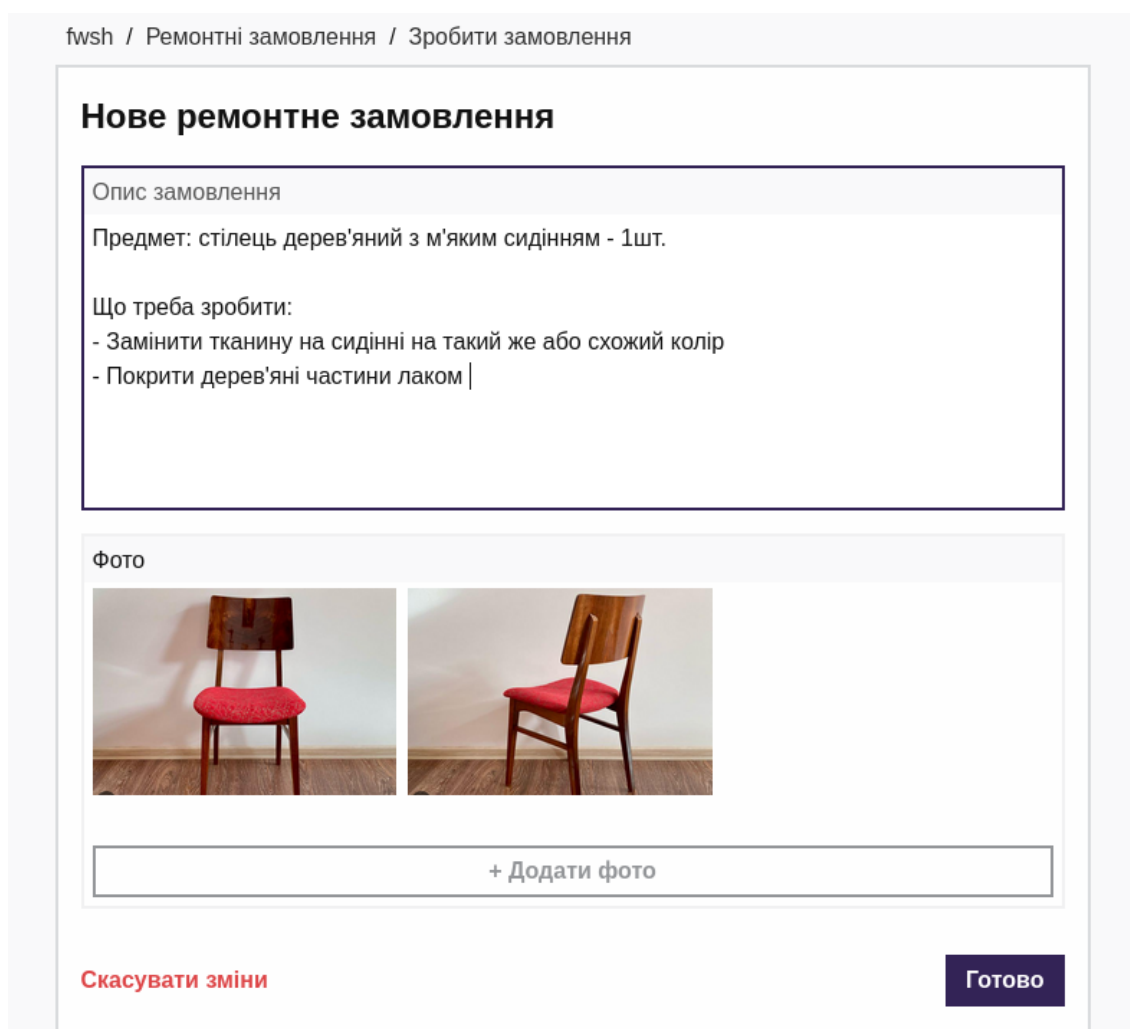 fwsh / Ремонтні замовлення / Зробити замовлення
Нове ремонтне замовлення
Опис замовлення
Предмет: стілець дерев'яний з м'яким сидінням - 1шт.
Що треба зробити:
- Замінити тканину на сидінні на такий же або схожий колір
- Покрити дерев'яні частини лаком
Фото
+ Додати фото
Скасувати зміни
Готово